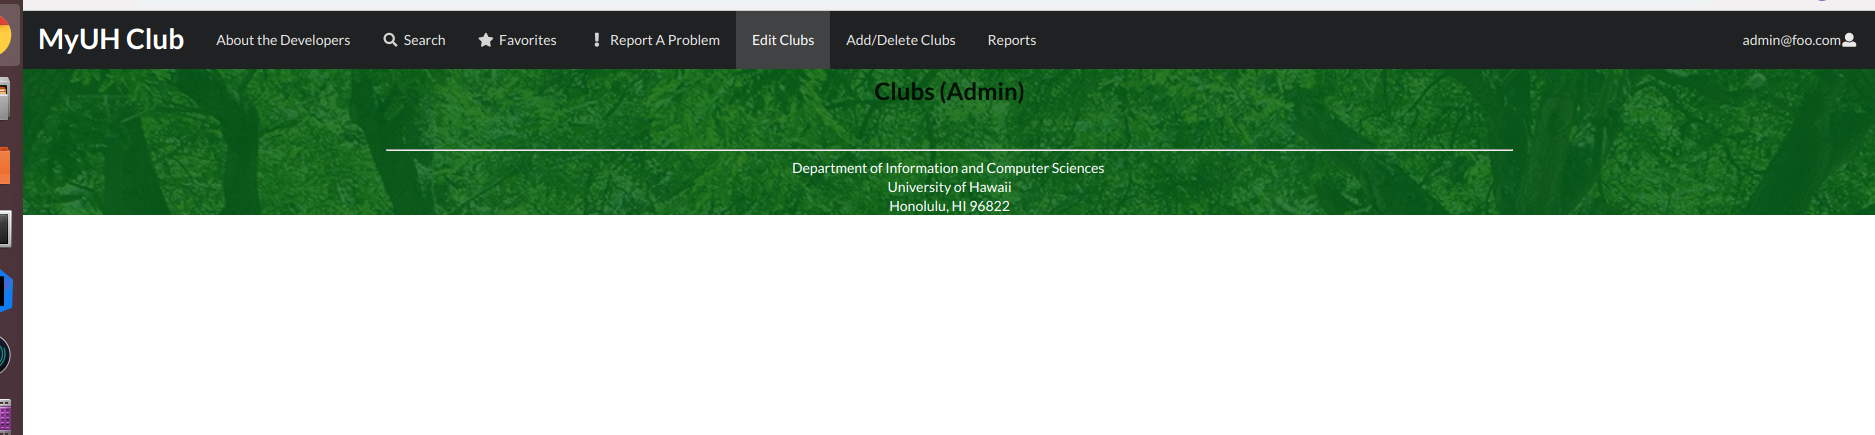 MyUH Club About the Developers Search Favorites Report A Problem Edit Clubs Add/Delete Clubs Reports admin@foo.com
Clubs (Admin)
Department of Information and Computer Sciences
University of Hawaii
Honolulu, HI 96822